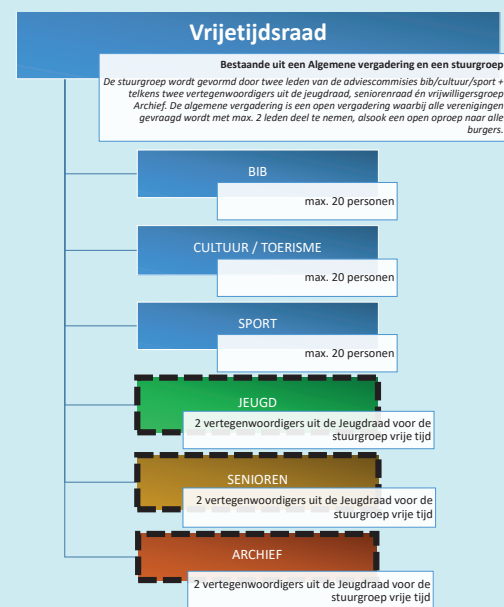 Vrijetijdsraad
Bestaande uit een Algemene vergadering en een stuurgroep
De stuurgroep wordt gevormd door twee leden van de adviescommissies bib/cultuur/sport +
telkens twee vertegenwoordigers uit de jeugdraad, seniorenraad én vrijwilligersgroep
Archief. De algemene vergadering is een open vergadering waarbij alle verenigingen
gevraagd wordt met max. 2 leden deel te nemen, alsook een open oproep naar alle
burgers.
BIB
max. 20 personen
CULTUUR / TOERISME
max. 20 personen
SPORT
max. 20 personen
JEUGD
2 vertegenwoordigers uit de Jeugdraad voor de
stuurgroep vrije tijd
SENIOREN
2 vertegenwoordigers uit de Jeugdraad voor de
stuurgroep vrije tijd
ARCHIEF
2 vertegenwoordigers uit de Jeugdraad voor de
stuurgroep vrije tijd